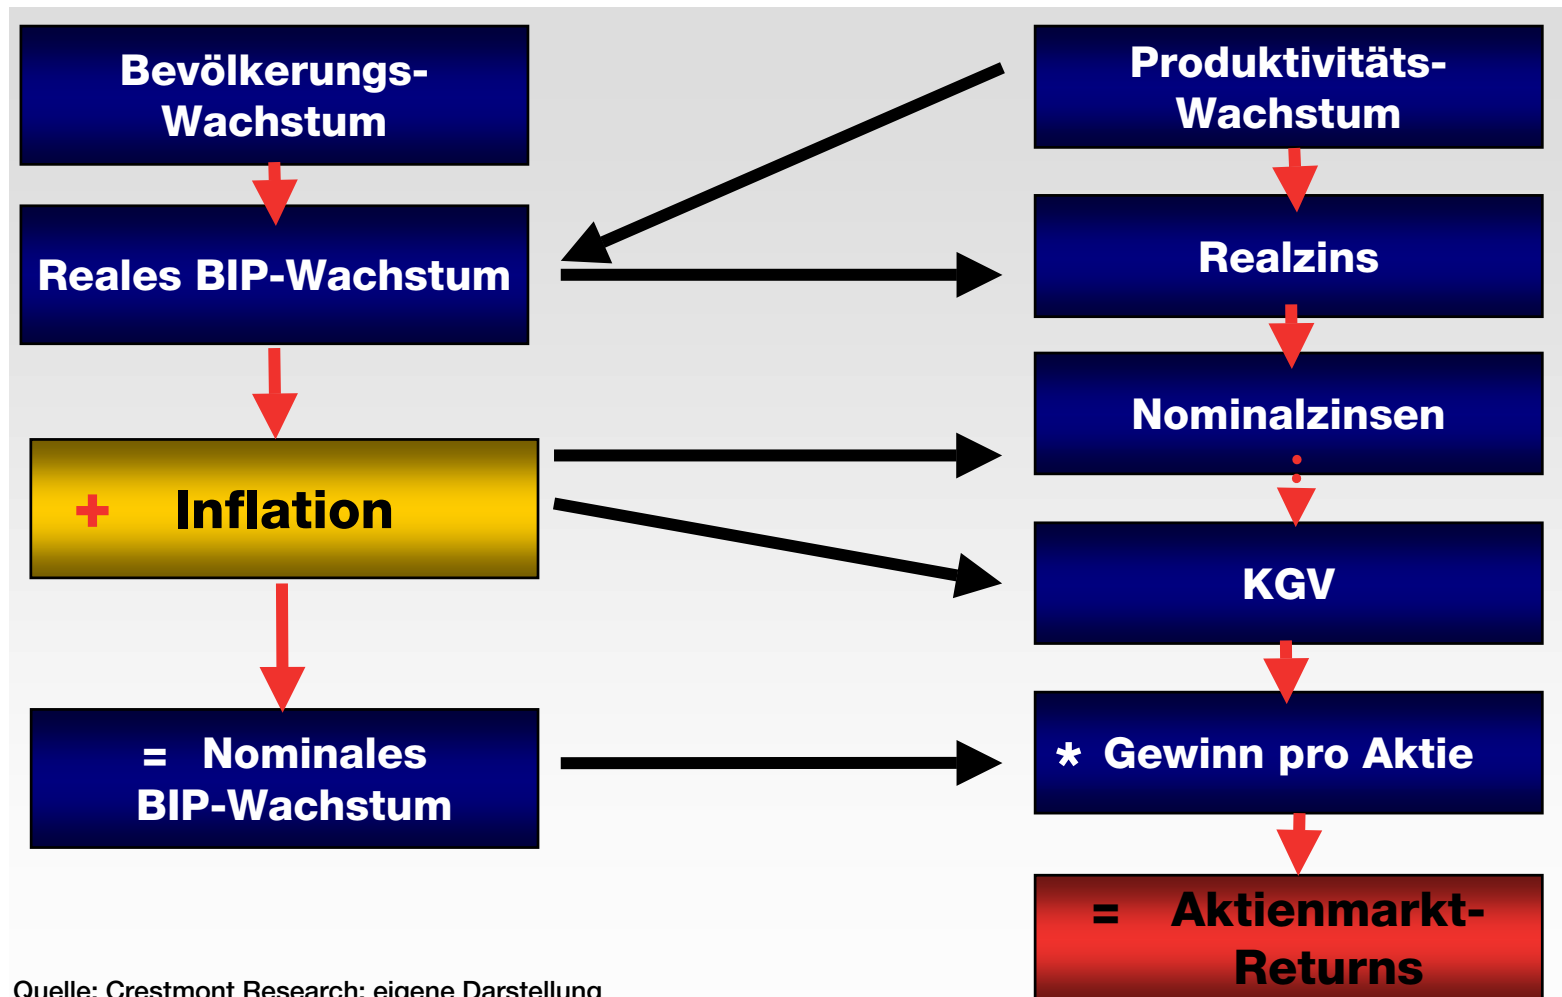 Bevölkerungs-
Wachstum
Reales BIP-Wachstum
+ Inflation
= Nominales
BIP-Wachstum
Produktivitäts-
Wachstum
Realzins
Nominalzinsen
KGV
* Gewinn pro Aktie
= Aktienmarkt-
Returns
Quelle: Crestmont Research; eigene Darstellung